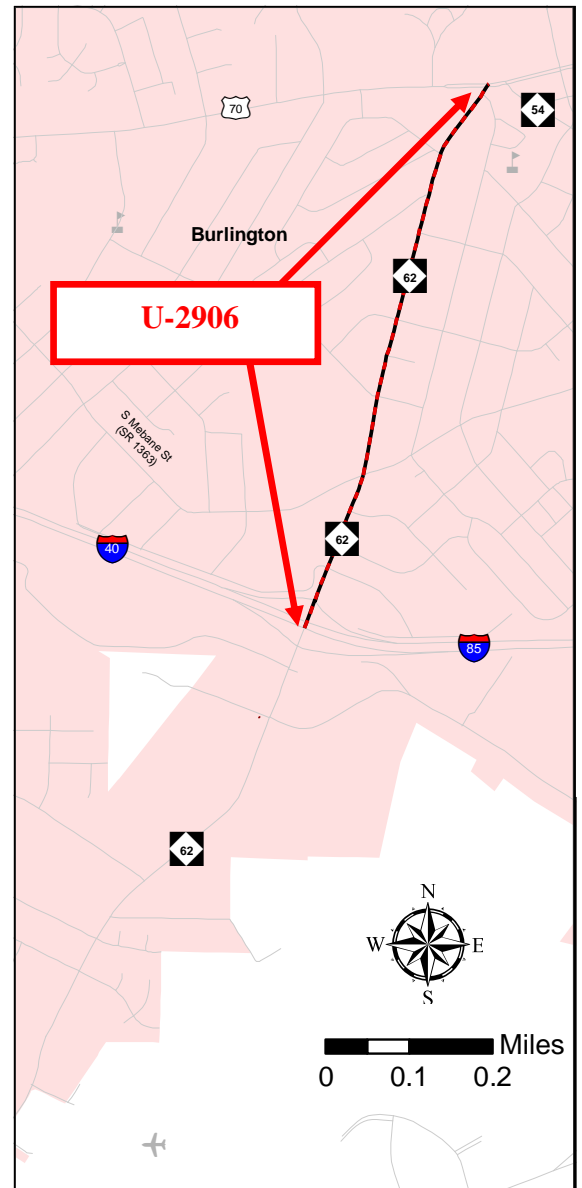 70
54
Burlington
62
U-2906
S Mebane St
(SR 1363)
62
40
85
62
N
W
E
S
Miles
0
0.1
0.2